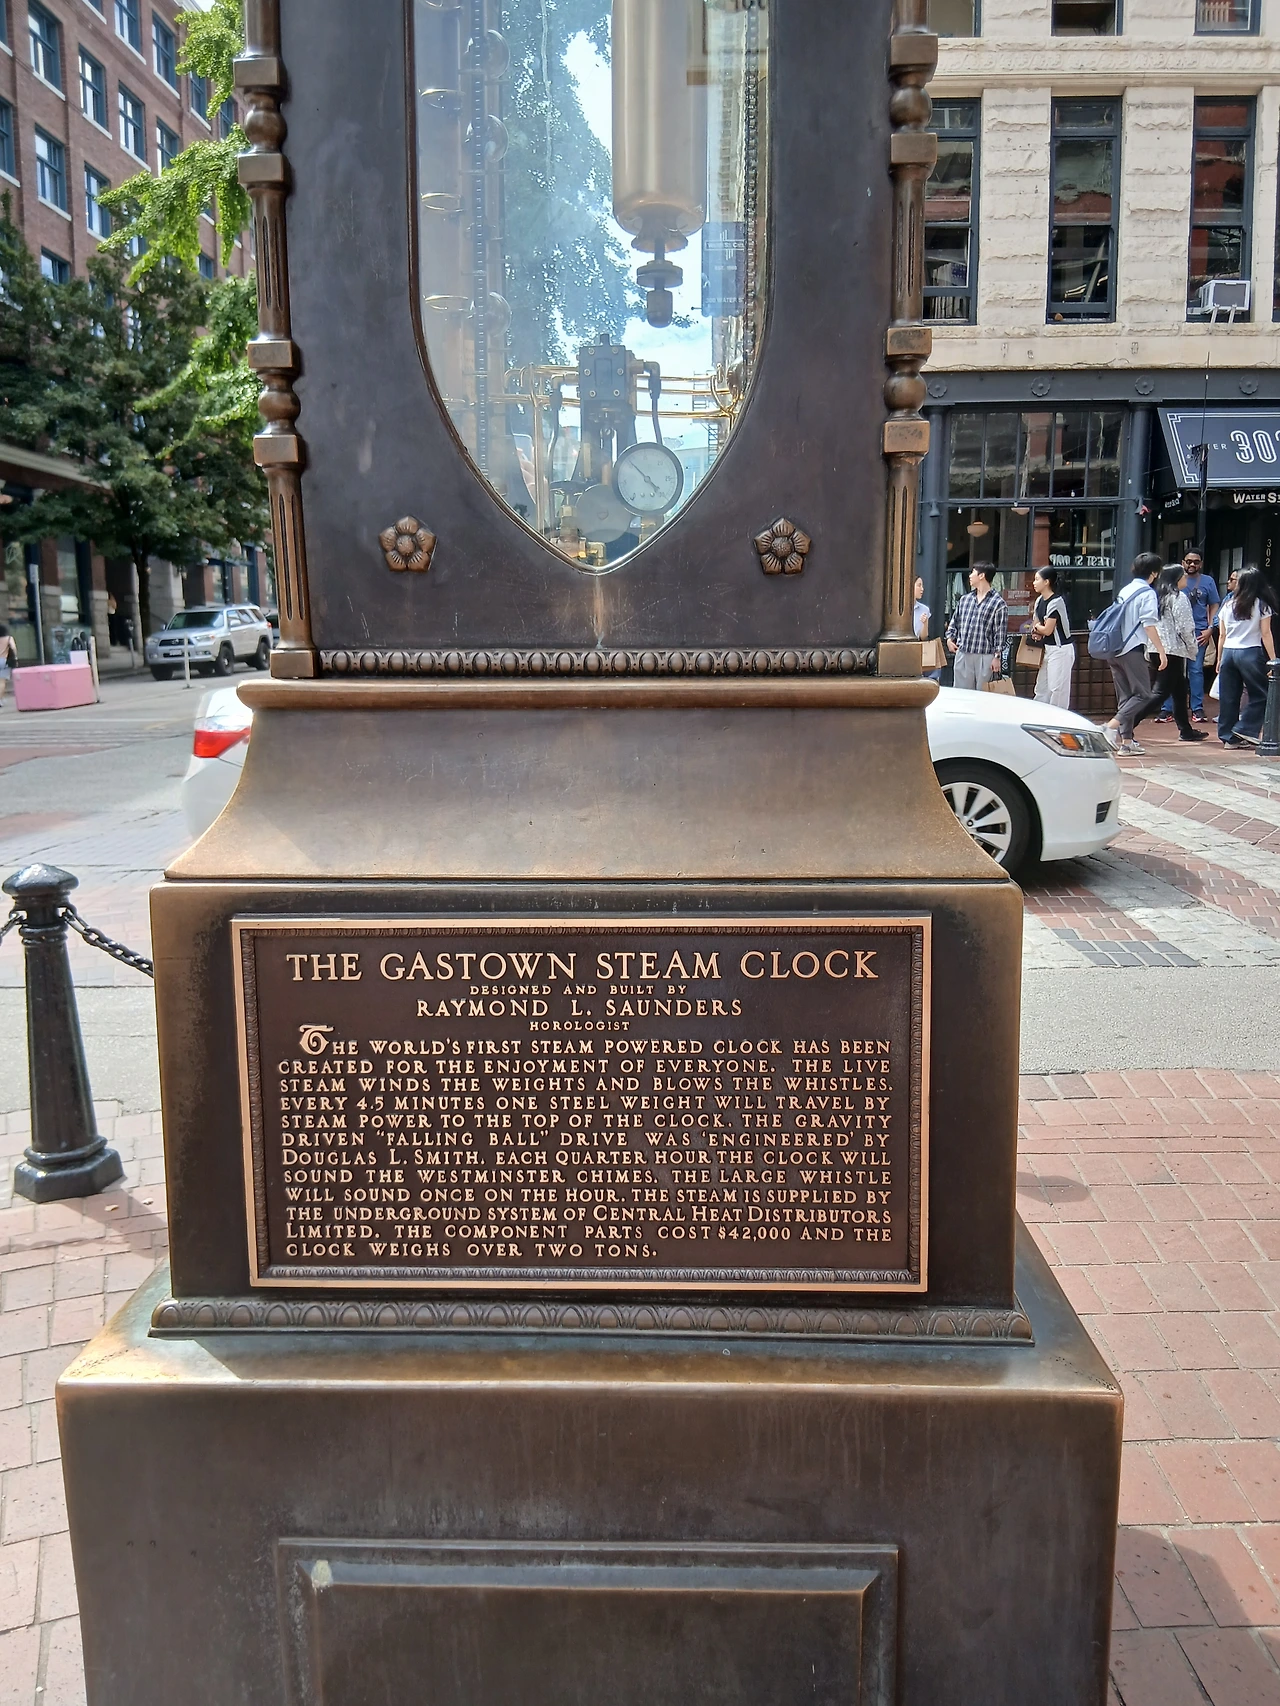 WATER
302
WATER ST
302
THE GASTOWN STEAM CLOCK
DESIGNED AND BUILT BY
RAYMOND L. SAUNDERS
HOROLOGIST
THE WORLD'S FIRST STEAM POWERED CLOCK HAS BEEN
CREATED FOR THE ENJOYMENT OF EVERYONE. THE LIVE
STEAM WINDS THE WEIGHTS AND BLOWS THE WHISTLES.
EVERY 4.5 MINUTES ONE STEEL WEIGHT WILL TRAVEL BY
STEAM POWER TO THE TOP OF THE CLOCK. THE GRAVITY
DRIVEN "FALLING BALL" DRIVE WAS 'ENGINEERED' BY
DOUGLAS L. SMITH. EACH QUARTER HOUR THE CLOCK WILL
SOUND THE WESTMINSTER CHIMES. THE LARGE WHISTLE
WILL SOUND ONCE ON THE HOUR. THE STEAM IS SUPPLIED BY
THE UNDERGROUND SYSTEM OF CENTRAL HEAT DISTRIBUTORS
LIMITED. THE COMPONENT PARTS COST $42,000 AND THE
CLOCK WEIGHS OVER TWO TONS.